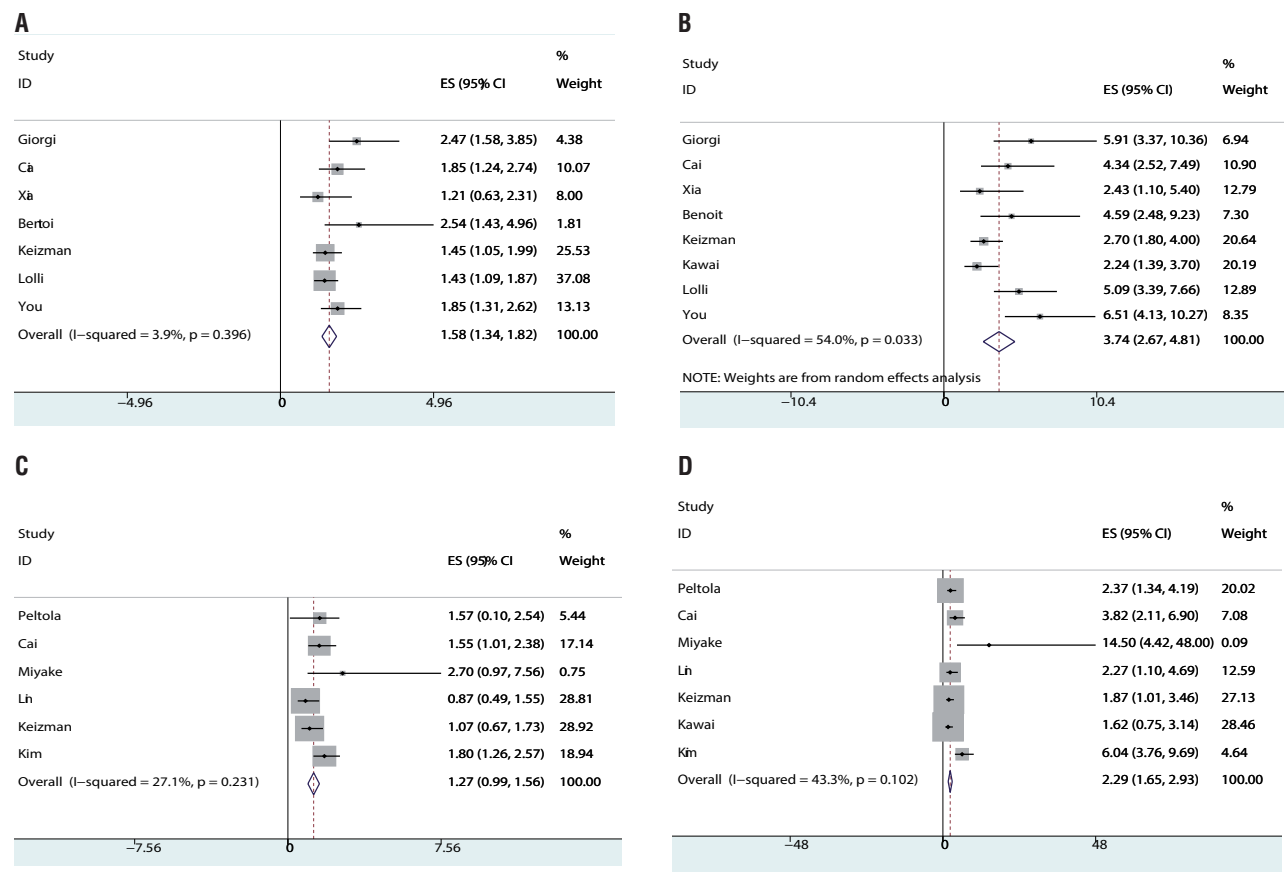 A
Study %
ID ES (95% CI Weight
Giorgi 2.47 (1.58, 3.85) 4.38
Cia 1.85 (1.24, 2.74) 10.07
Xia 1.21 (0.63, 2.31) 8.00
Bertoi 2.54 (1.43, 4.96) 1.81
Keizman 1.45 (1.05, 1.99) 25.53
Lolli 1.43 (1.09, 1.87) 37.08
You 1.85 (1.31, 2.62) 13.13
Overall (I−squared = 3.9%, p = 0.396) 1.58 (1.34, 1.82) 100.00
−4.96 0 4.96
B
Study %
ID ES (95% CI) Weight
Giorgi 5.91 (3.37, 10.36) 6.94
Cai 4.34 (2.52, 7.49) 10.90
Xia 2.43 (1.10, 5.40) 12.79
Benoit 4.59 (2.48, 9.23) 7.30
Keizman 2.70 (1.80, 4.00) 20.64
Kawai 2.24 (1.39, 3.70) 20.19
Lolli 5.09 (3.39, 7.66) 12.89
You 6.51 (4.13, 10.27) 8.35
Overall (I−squared = 54.0%, p = 0.033) 3.74 (2.67, 4.81) 100.00
NOTE: Weights are from random effects analysis
−10.4 0 10.4
C
Study %
ID ES (95% CI Weight
Peltola 1.57 (0.10, 2.54) 5.44
Cai 1.55 (1.01, 2.38) 17.14
Miyake 2.70 (0.97, 7.56) 0.75
Lin 0.87 (0.49, 1.55) 28.81
Keizman 1.07 (0.67, 1.73) 28.92
Kim 1.80 (1.26, 2.57) 18.94
Overall (I−squared = 27.1%, p = 0.231) 1.27 (0.99, 1.56) 100.00
−7.56 0 7.56
D
Study %
ID ES (95% CI) Weight
Peltola 2.37 (1.34, 4.19) 20.02
Cai 3.82 (2.11, 6.90) 7.08
Miyake 14.50 (4.42, 48.00) 0.09
Lin 2.27 (1.10, 4.69) 12.59
Keizman 1.87 (1.01, 3.46) 27.13
Kawai 1.62 (0.75, 3.14) 28.46
Kim 6.04 (3.76, 9.69) 4.64
Overall (I−squared = 43.3%, p = 0.102) 2.29 (1.65, 2.93) 100.00
−48 0 48